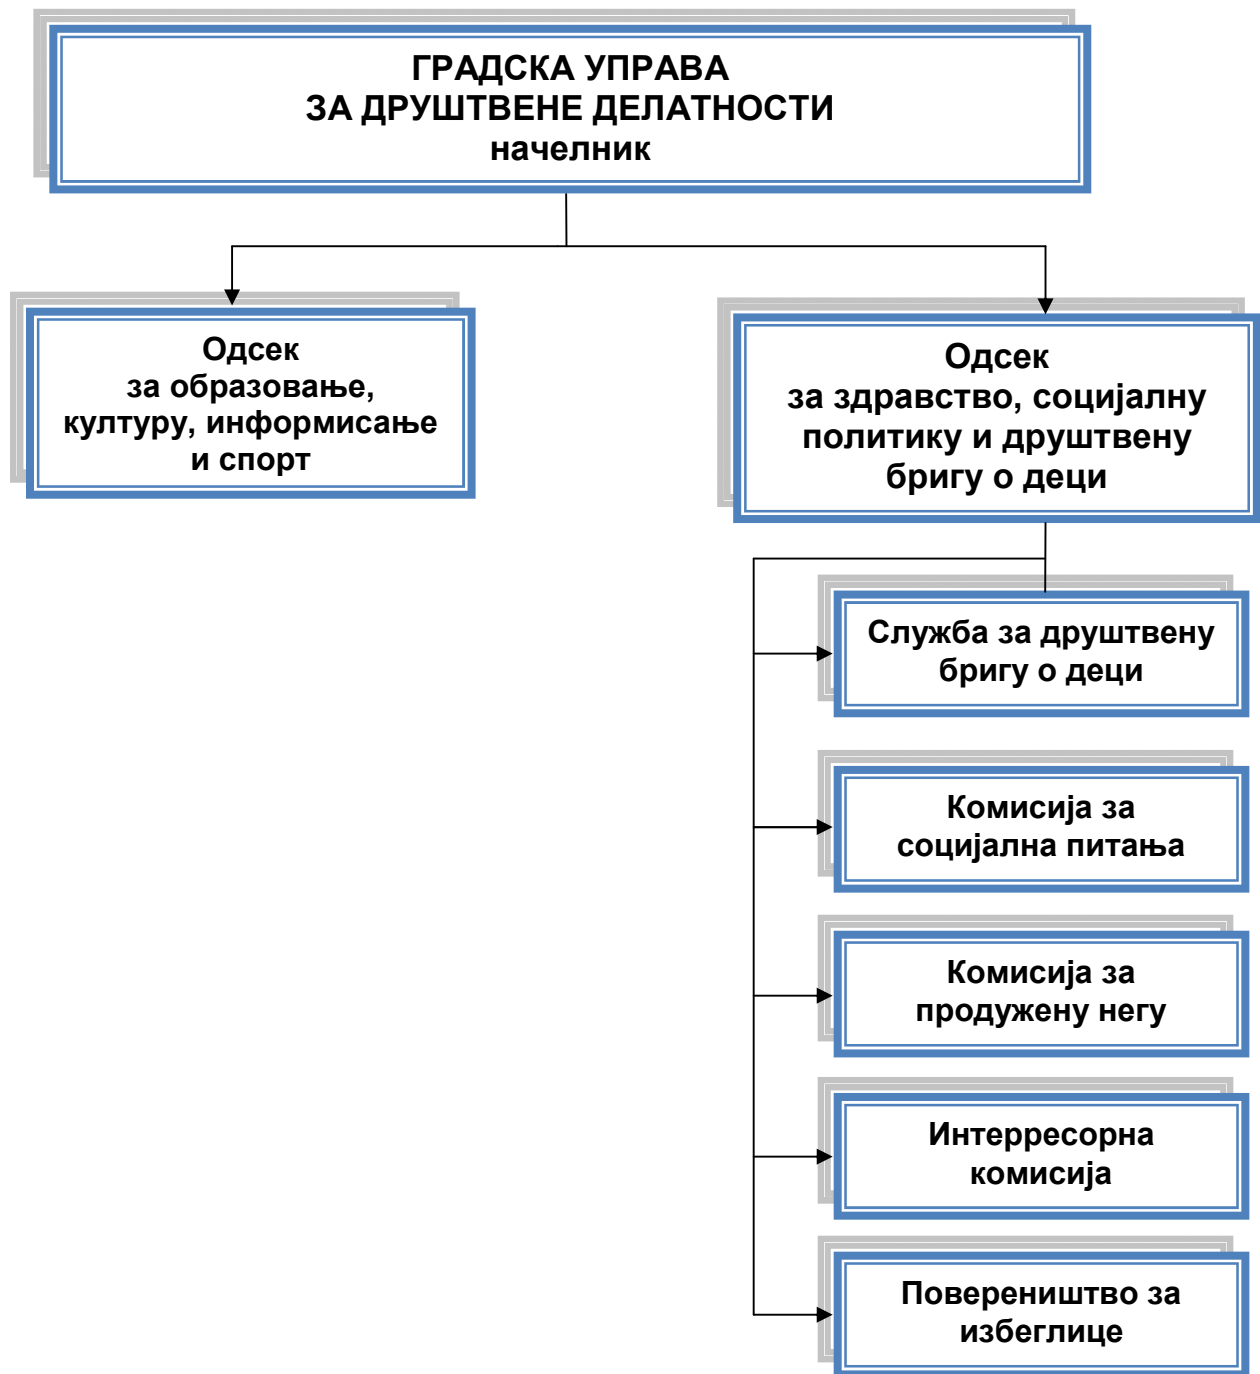 ГРАДСКА УПРАВА
ЗА ДРУШТВЕНЕ ДЕЛАТНОСТИ
начелник
Одсек
за образовање,
културу, информисање
и спорт
Одсек
за здравство, социјалну
политику и друштвену
бригу о деци
Служба за друштвену
бригу о деци
Комисија за
социјална питања
Комисија за
продужену негу
Интерресорна
комисија
Повереништво за
избеглице